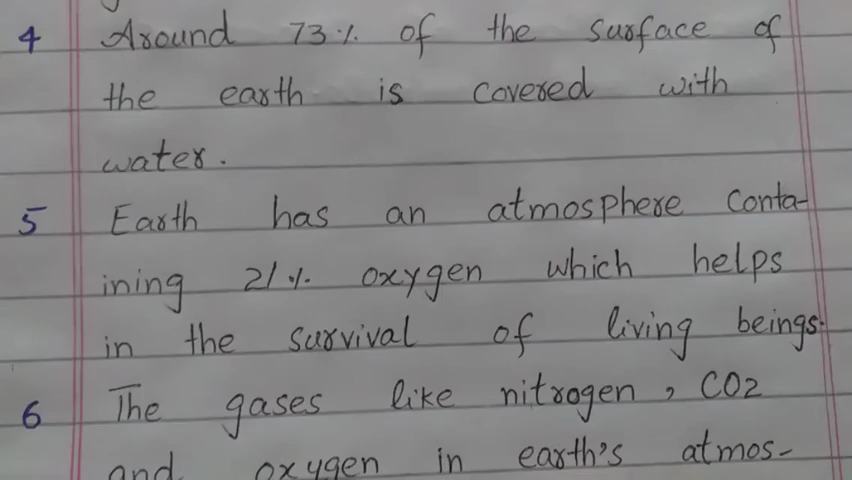 4 Around 73% of the surface of
the earth is covered with
water.
5 Earth has an atmosphere conta-
ining 21% oxygen which helps
in the survival of living beings.
6 The gases like nitrogen, CO2
and oxygen in earth's atmos-